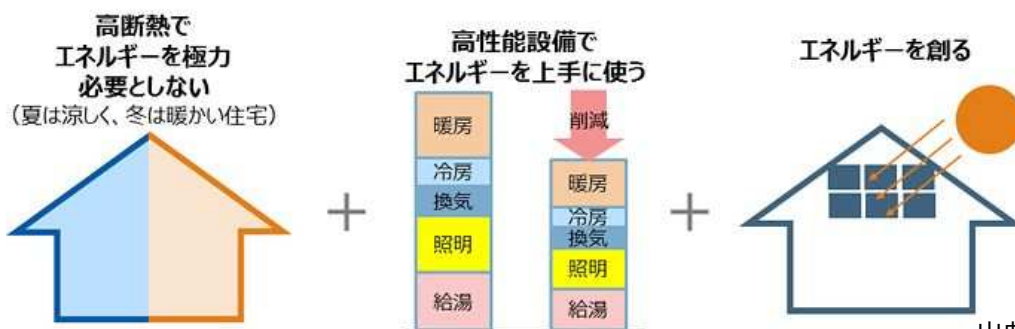 高断熱で
エネルギーを極力
必要としない
（夏は涼しく、冬は暖かい住宅）
高性能設備で
エネルギーを上手に使う
暖房
冷房
換気
照明
給湯
削減
暖房
冷房
換気
照明
給湯
エネルギーを創る